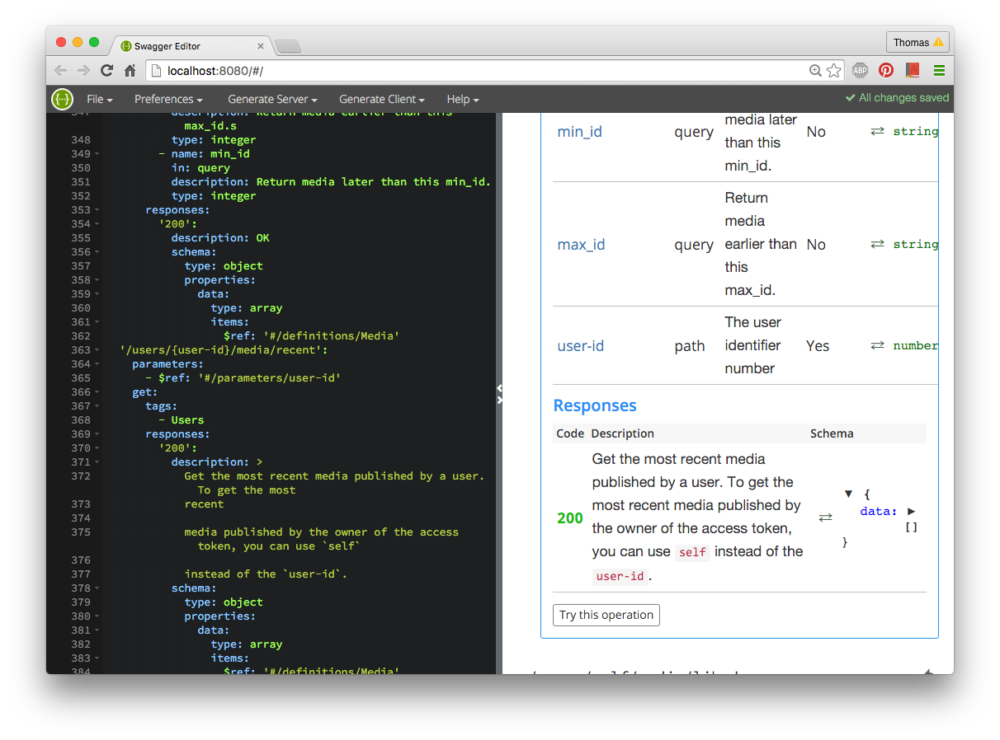 Swagger Editor
Thomas
localhost:8080/#/
ABP
File
Preferences
Generate Server
Generate Client
Help
All changes saved
347 description: Return media earlier than this
max_id.s
348 type: integer
349 - name: min_id
350 in: query
351 description: Return media later than this min_id.
352 type: integer
353 responses:
354 '200':
355 description: OK
356 schema:
357 type: object
358 properties:
359 data:
360 type: array
361 items:
362 $ref: '#/definitions/Media'
363 '/users/{user-id}/media/recent':
364 parameters:
365 - $ref: '#/parameters/user-id'
366 get:
367 tags:
368 - Users
369 responses:
370 '200':
371 description: >
372 Get the most recent media published by a user.
To get the most
373 recent
374
375 media published by the owner of the access
token, you can use `self`
376
377 instead of the `user-id`.
378 schema:
379 type: object
380 properties:
381 data:
382 type: array
383 items:
384 $ref: '#/definitions/Media'
min_id query media later than this min_id. No string
max_id query Return media earlier than this max_id. No string
user-id path The user identifier number Yes number
Responses
Code Description Schema
200
Get the most recent media
published by a user. To get the
most recent media published by
the owner of the access token,
you can use self instead of the
user-id.
{
data:
[]
}
Try this operation